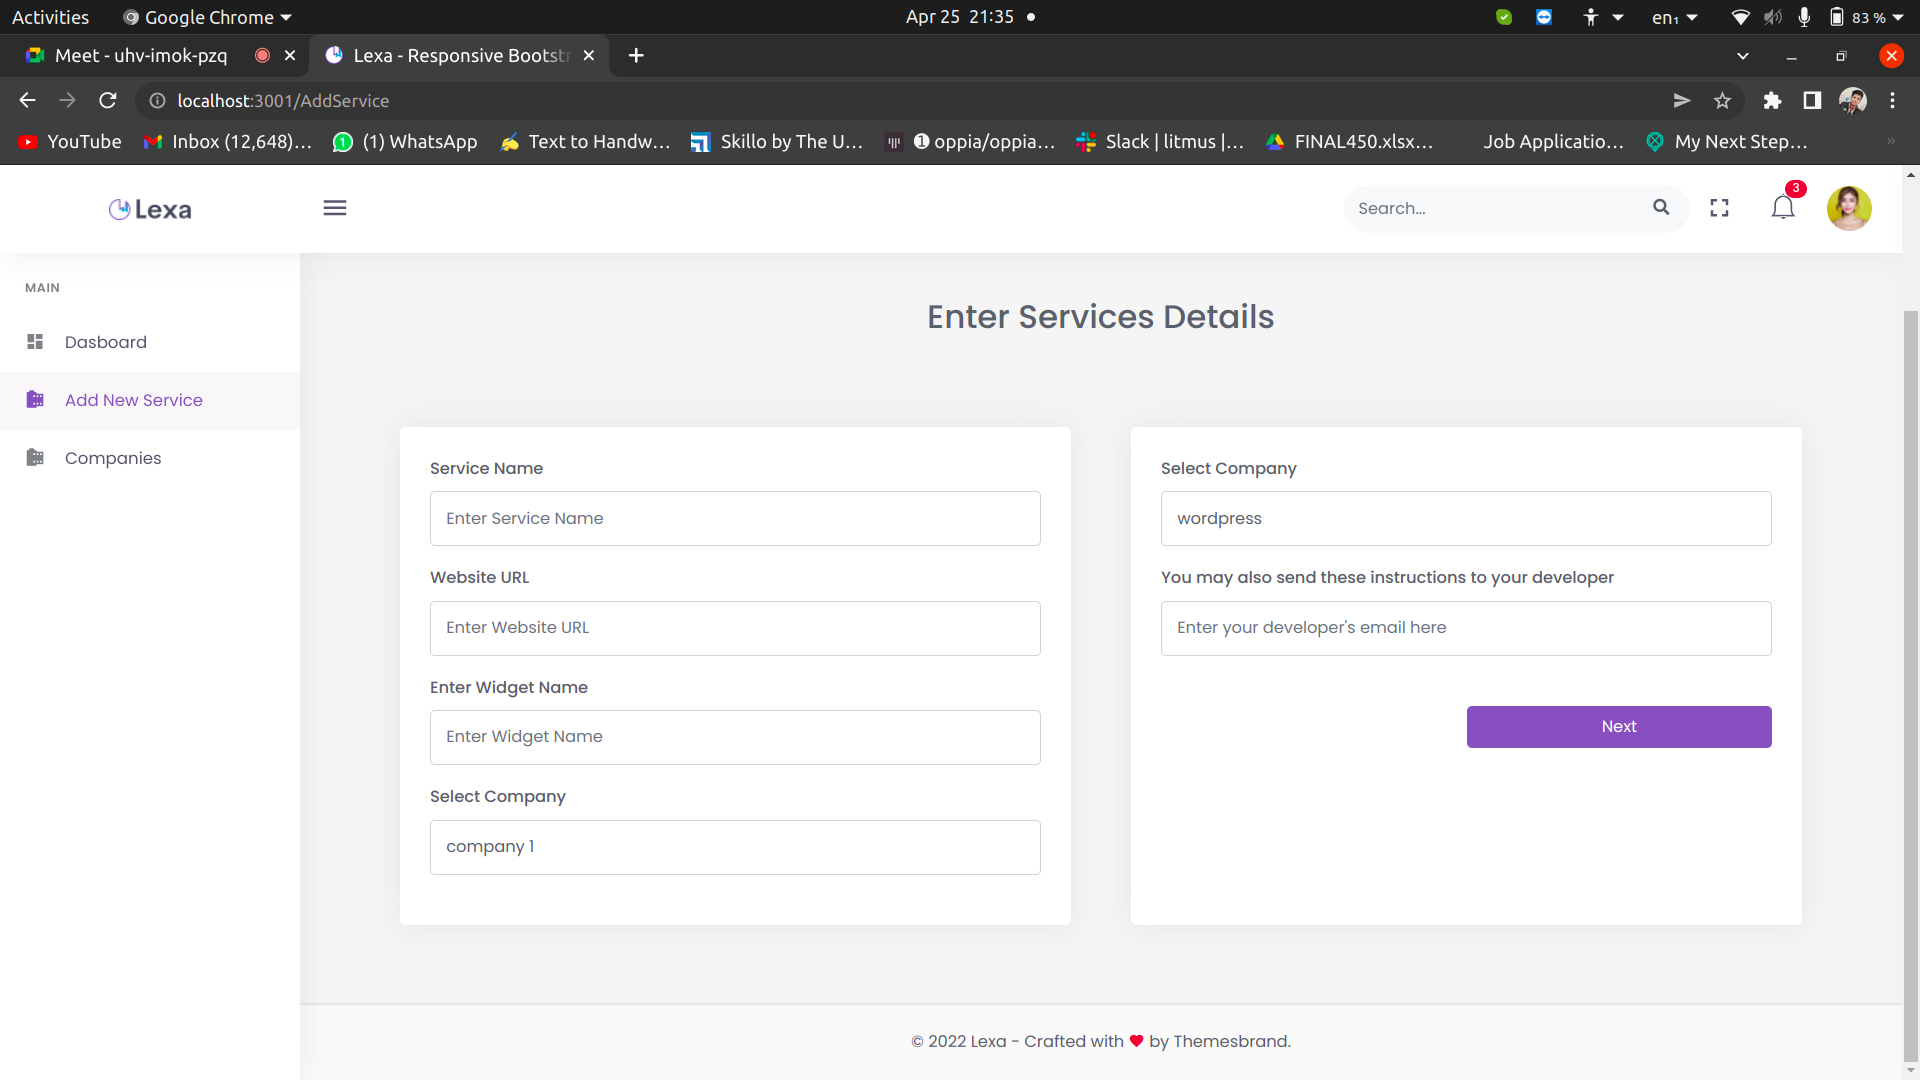 Activities
Google Chrome
Apr 25 21:35
en₁
83 %
Meet - uhv-imok-pzq
Lexa - Responsive Bootst
localhost:3001/AddService
YouTube
Inbox (12,648)...
(1) WhatsApp
Text to Handw...
Skillo by The U...
oppia/oppia...
Slack | litmus |...
FINAL450.xlsx...
Job Applicatio...
My Next Step...
»
Lexa
Search...
3
MAIN
Dasboard
Add New Service
Companies
Enter Services Details
Service Name
Enter Service Name
Website URL
Enter Website URL
Enter Widget Name
Enter Widget Name
Select Company
company 1
Select Company
wordpress
You may also send these instructions to your developer
Enter your developer's email here
Next
© 2022 Lexa - Crafted with ❤ by Themesbrand.